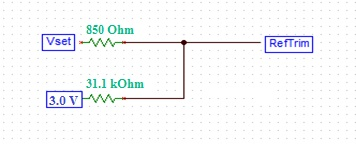 850 Ohm
Vset
RefTrim
31.1 kOhm
3.0 V